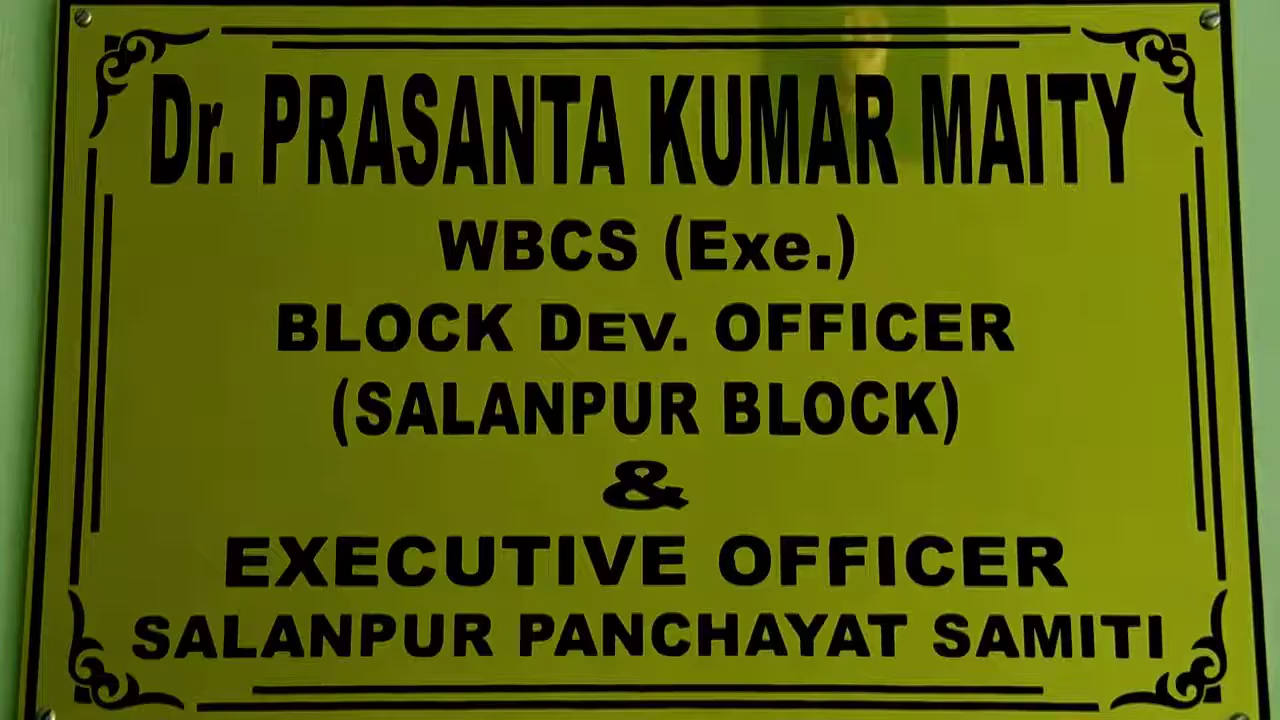 Dr. PRASANTA KUMAR MAITY
WBCS (Exe.)
BLOCK DEV. OFFICER
(SALANPUR BLOCK)
&
EXECUTIVE OFFICER
SALANPUR PANCHAYAT SAMITI